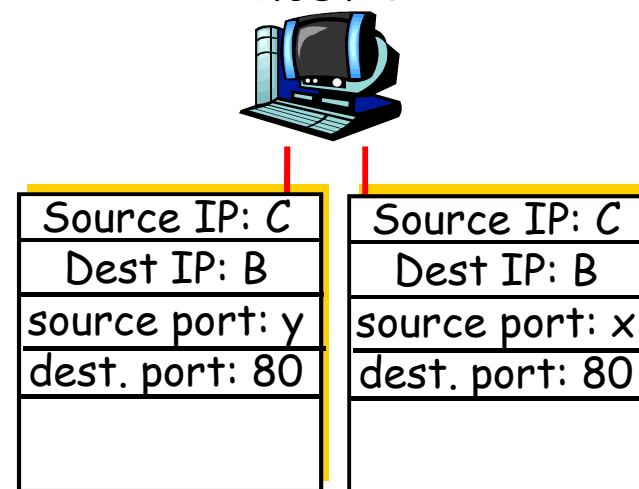 Source IP: C
Dest IP: B
source port: y
dest. port: 80
Source IP: C
Dest IP: B
source port: x
dest. port: 80